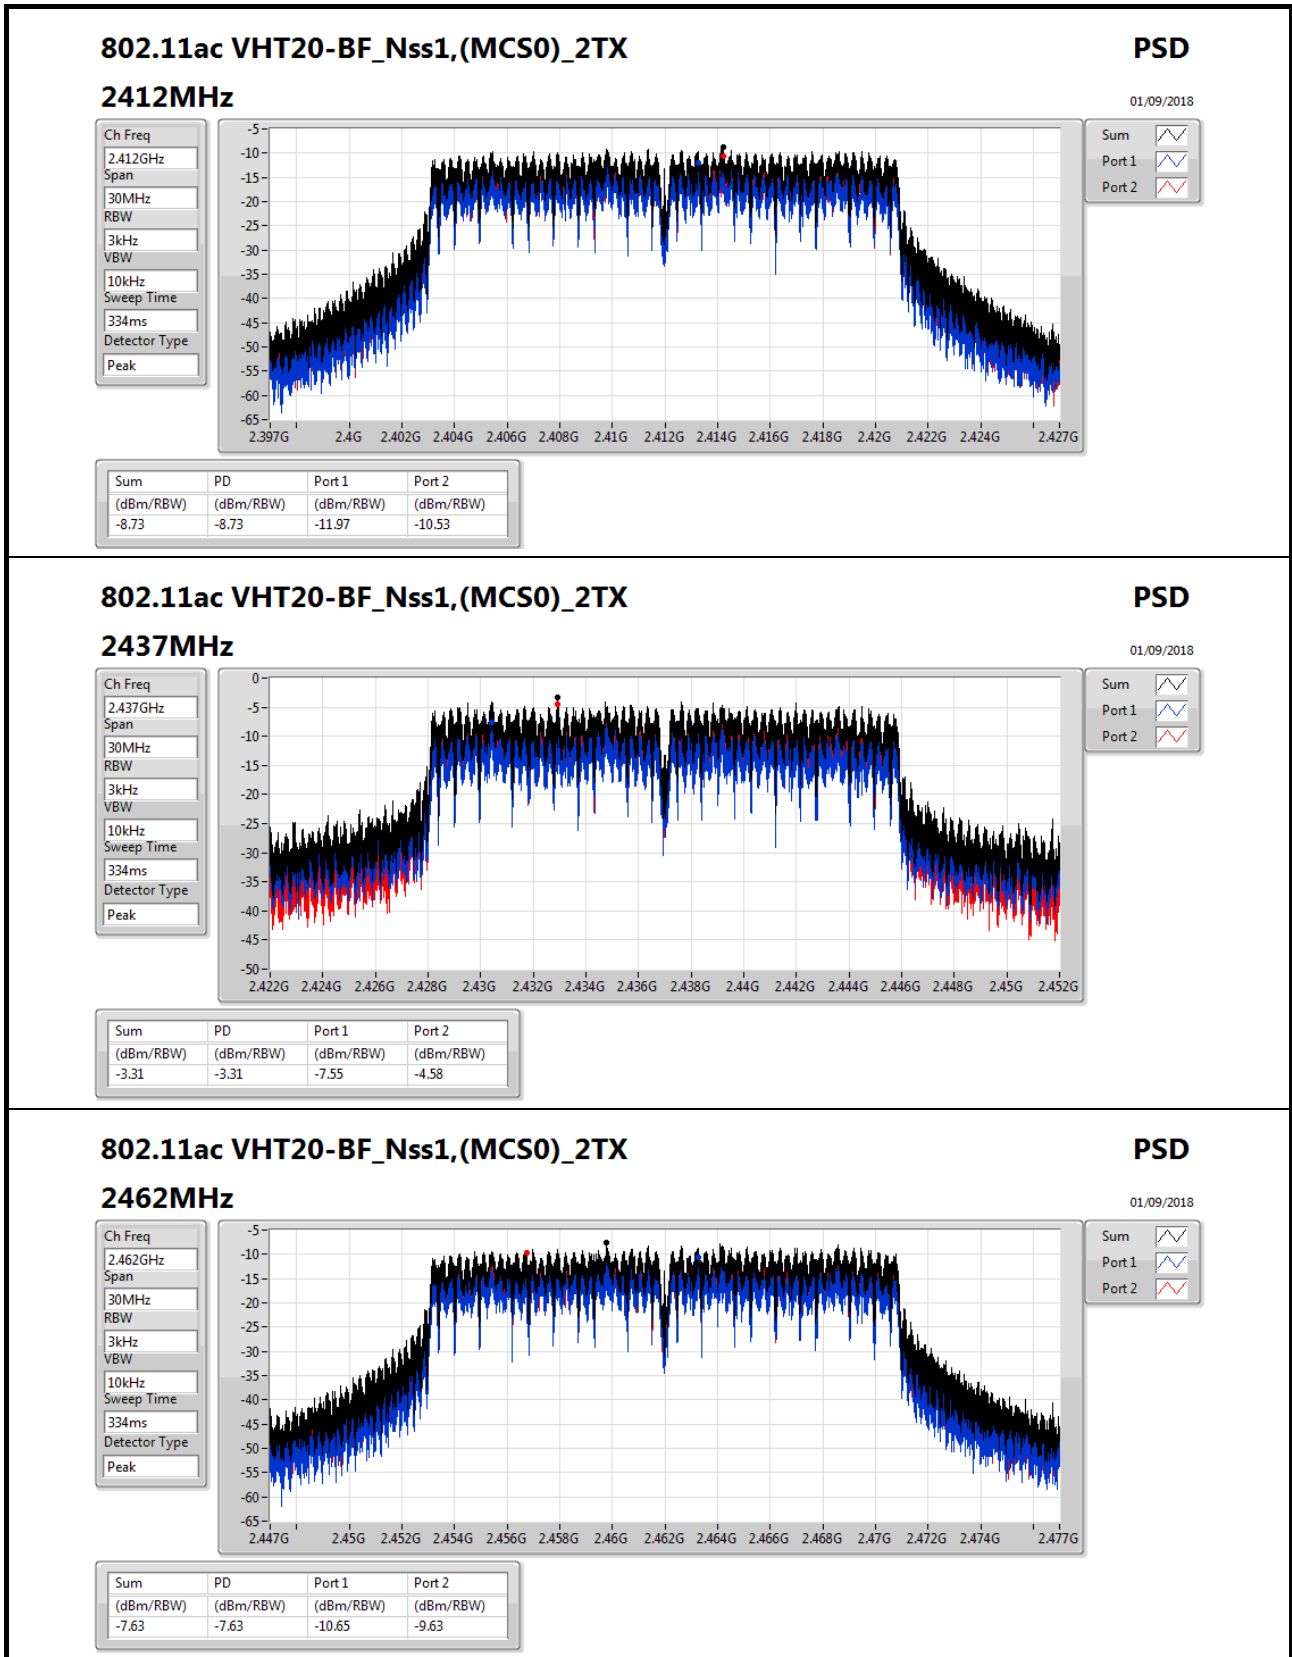 802.11ac VHT20-BF_Nss1,(MCS0)_2TX PSD
2412MHz 01/09/2018
Ch Freq
2.412GHz
Span
30MHz
RBW
3kHz
VBW
10kHz
Sweep Time
334ms
Detector Type
Peak
-5
-10
-15
-20
-25
-30
-35
-40
-45
-50
-55
-60
-65
2.397G 2.4G 2.402G 2.404G 2.406G 2.408G 2.41G 2.412G 2.414G 2.416G 2.418G 2.42G 2.422G 2.424G 2.427G
Sum
Port 1
Port 2
Sum PD Port 1 Port 2
(dBm/RBW) (dBm/RBW) (dBm/RBW) (dBm/RBW)
-8.73 -8.73 -11.97 -10.53
802.11ac VHT20-BF_Nss1,(MCS0)_2TX PSD
2437MHz 01/09/2018
Ch Freq
2.437GHz
Span
30MHz
RBW
3kHz
VBW
10kHz
Sweep Time
334ms
Detector Type
Peak
0
-5
-10
-15
-20
-25
-30
-35
-40
-45
-50
2.422G 2.424G 2.426G 2.428G 2.430G 2.432G 2.434G 2.436G 2.438G 2.44G 2.442G 2.444G 2.446G 2.448G 2.45G 2.452G
Sum
Port 1
Port 2
Sum PD Port 1 Port 2
(dBm/RBW) (dBm/RBW) (dBm/RBW) (dBm/RBW)
-3.31 -3.31 -7.55 -4.58
802.11ac VHT20-BF_Nss1,(MCS0)_2TX PSD
2462MHz 01/09/2018
Ch Freq
2.462GHz
Span
30MHz
RBW
3kHz
VBW
10kHz
Sweep Time
334ms
Detector Type
Peak
-5
-10
-15
-20
-25
-30
-35
-40
-45
-50
-55
-60
-65
2.447G 2.45G 2.452G 2.454G 2.456G 2.458G 2.46G 2.462G 2.464G 2.466G 2.468G 2.47G 2.472G 2.474G 2.477G
Sum
Port 1
Port 2
Sum PD Port 1 Port 2
(dBm/RBW) (dBm/RBW) (dBm/RBW) (dBm/RBW)
-7.63 -7.63 -10.65 -9.63